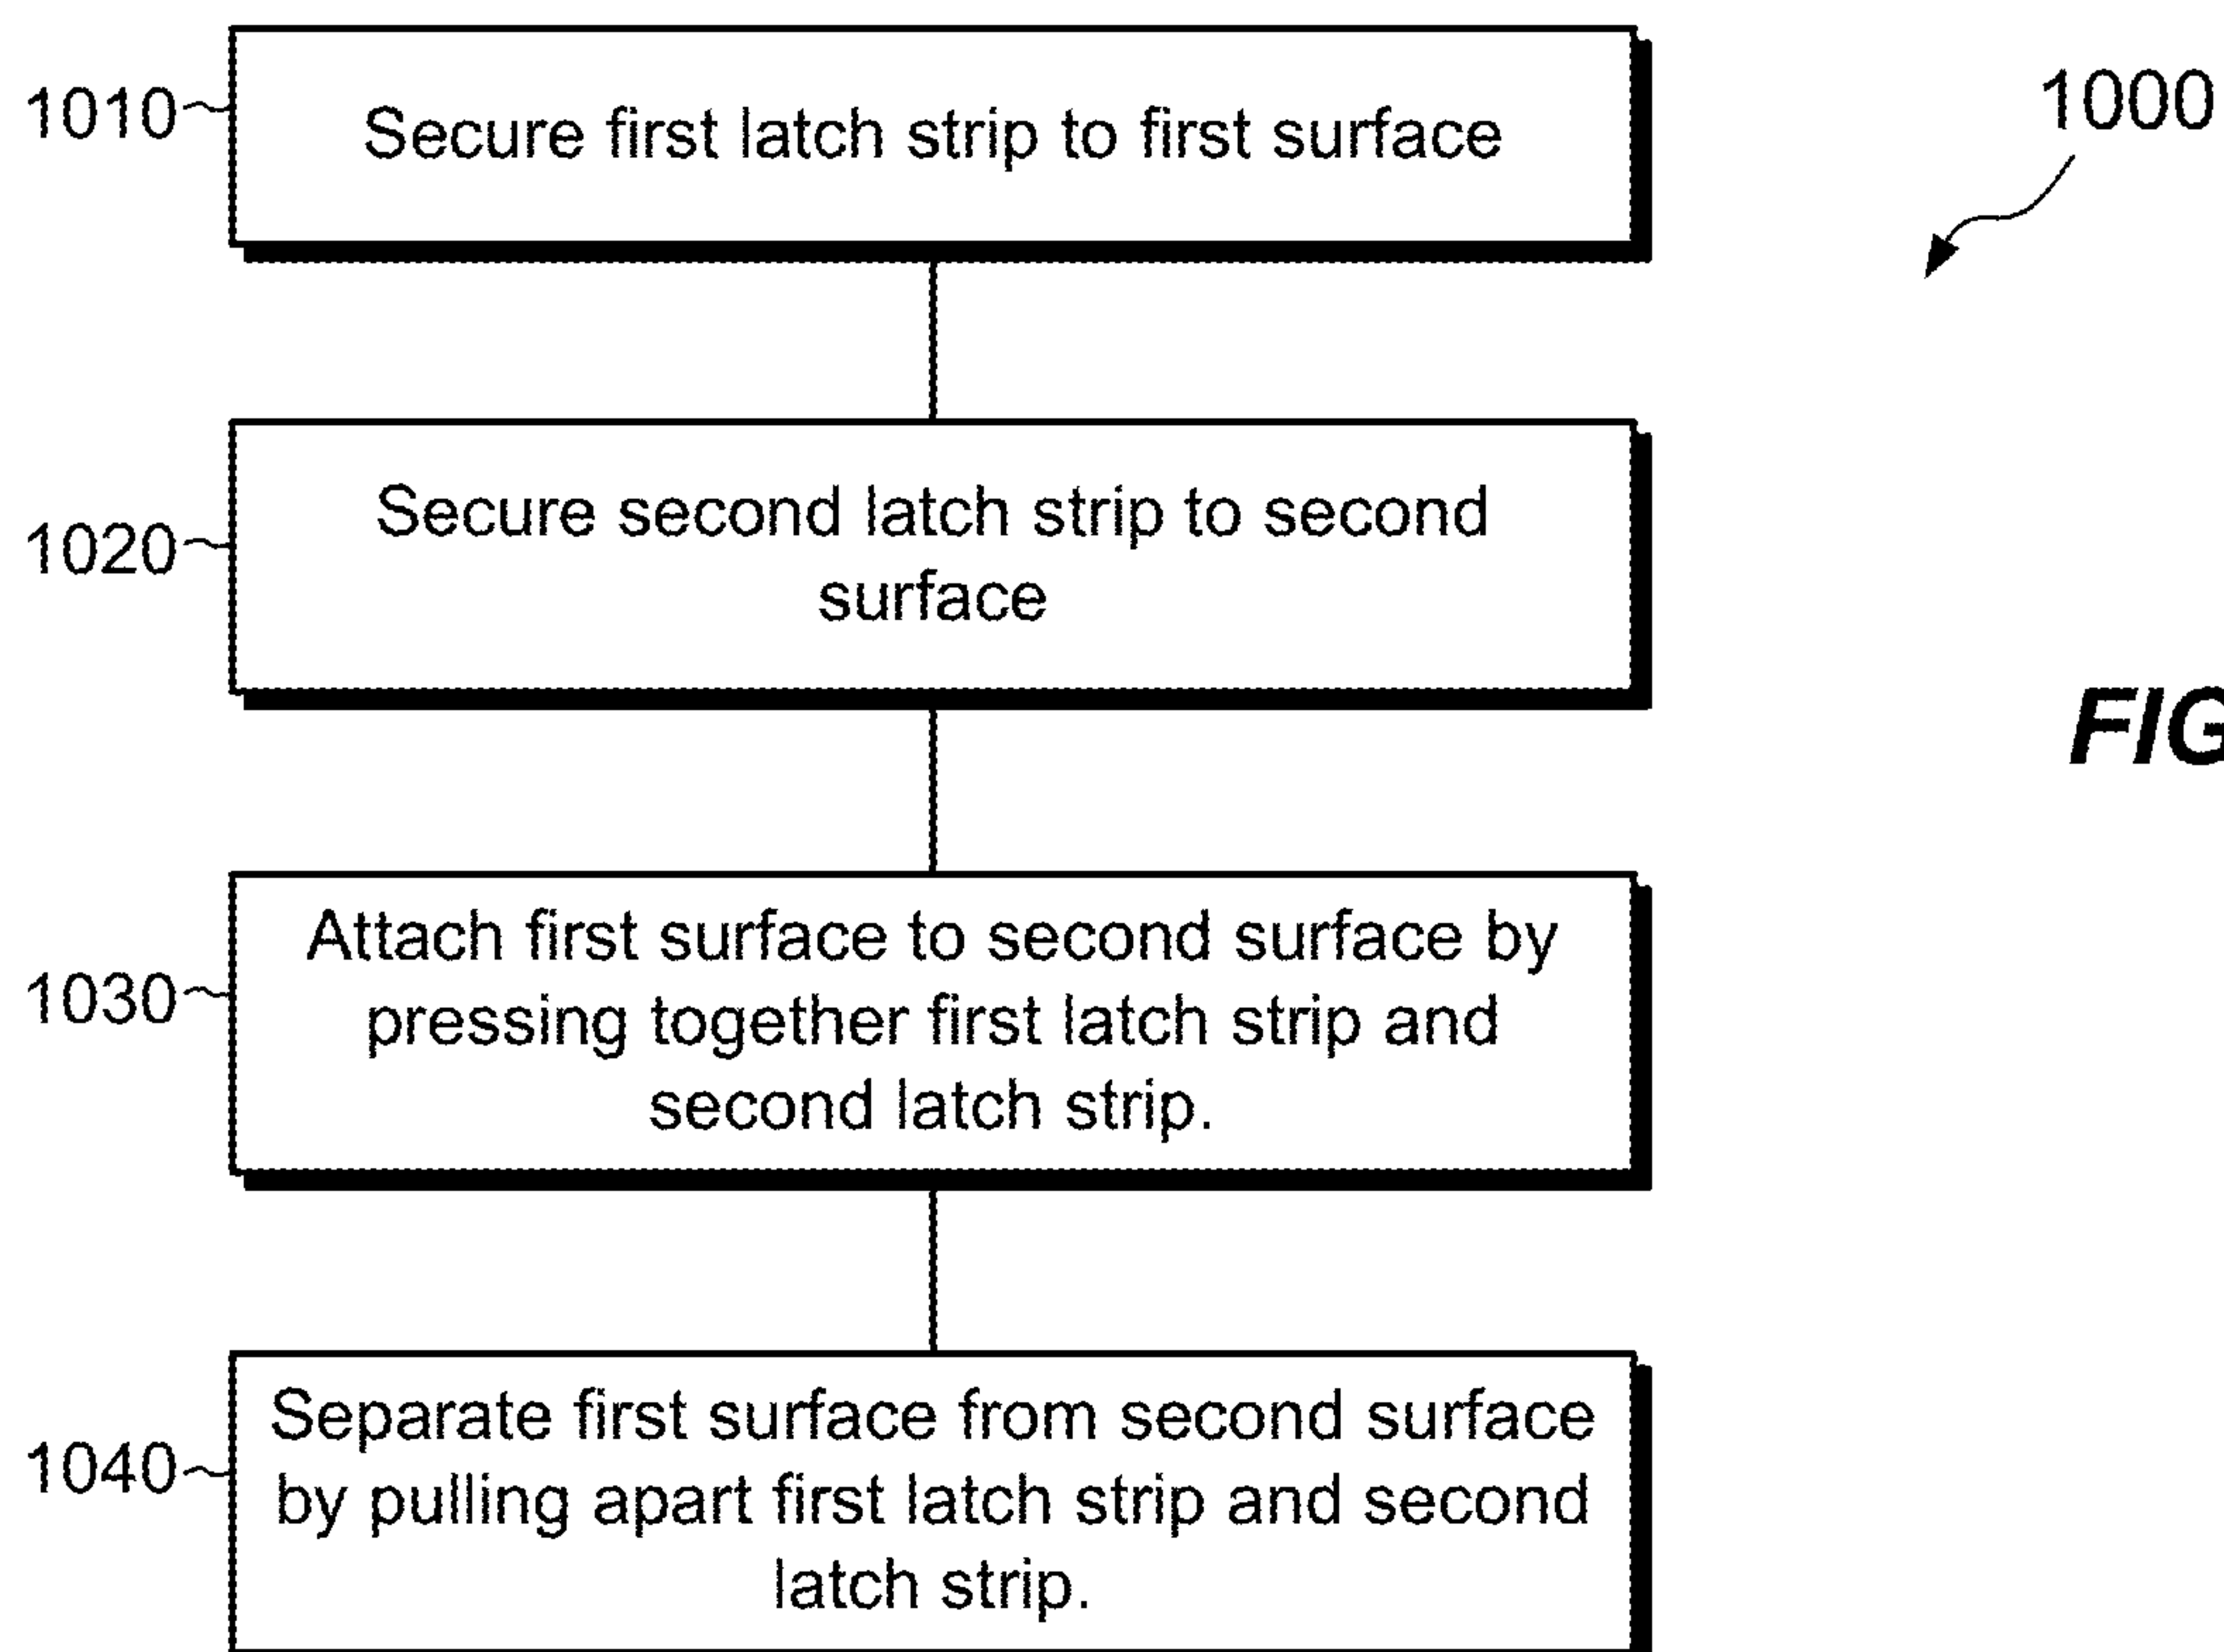 1000
1010
Secure first latch strip to first surface
1020
Secure second latch strip to second
surface
1030
Attach first surface to second surface by
pressing together first latch strip and
second latch strip.
1040
Separate first surface from second surface
by pulling apart first latch strip and second
latch strip.
FIG